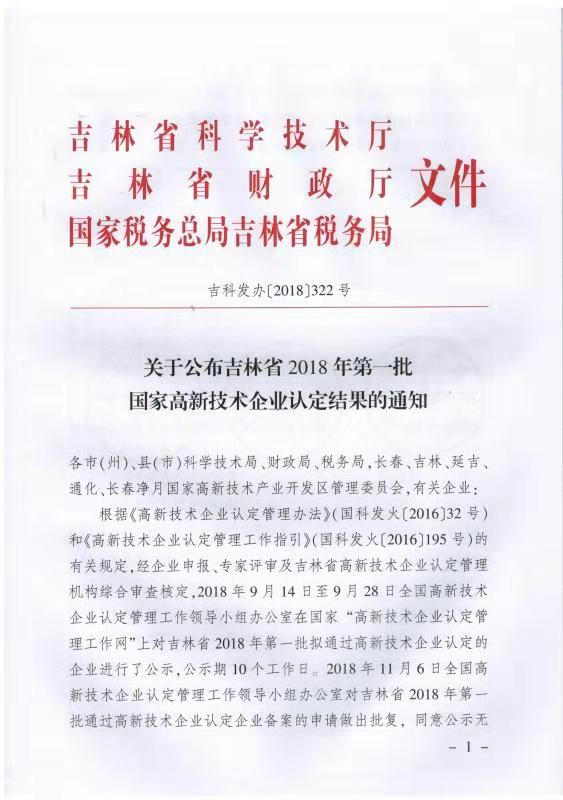 吉林省科学技术厅
吉林省财政厅
国家税务总局吉林省税务局
文件
吉科发办〔2018〕322号
关于公布吉林省2018年第一批
国家高新技术企业认定结果的通知
各市(州)、县(市)科学技术局、财政局、税务局,长春、吉林、延吉、
通化、长春净月国家高新技术产业开发区管理委员会,有关企业:
根据《高新技术企业认定管理办法》(国科发火〔2016〕32号)
和《高新技术企业认定管理工作指引》(国科发火〔2016〕195号)的
有关规定,经企业申报、专家评审及吉林省高新技术企业认定管理
机构综合审查核定,2018年9月14日至9月28日全国高新技术
企业认定管理工作领导小组办公室在国家“高新技术企业认定管
理工作网”上对吉林省2018年第一批拟通过高新技术企业认定的
企业进行了公示,公示期10个工作日。2018年11月6日全国高
新技术企业认定管理工作领导小组办公室对吉林省2018年第一
批通过高新技术企业认定企业备案的申请做出批复,同意公示无
- 1 -